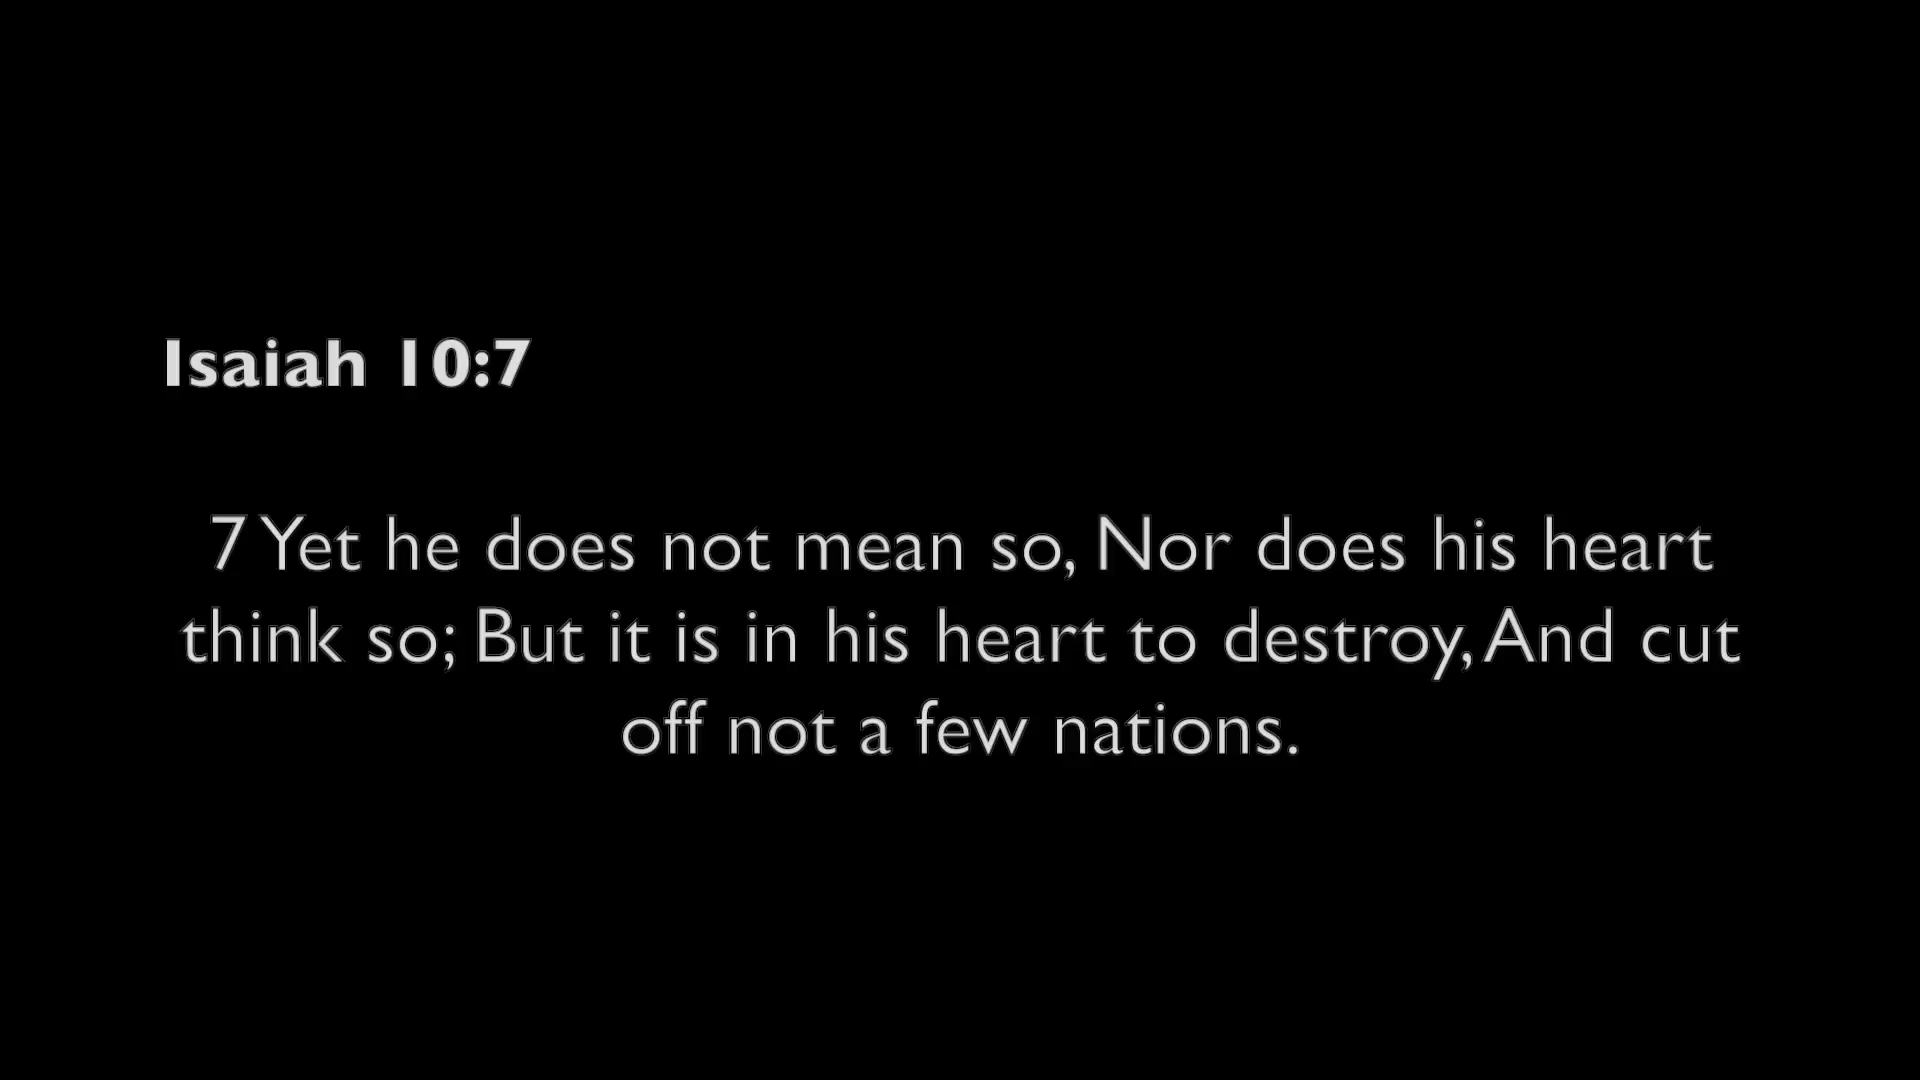 Isaiah 10:7
7 Yet he does not mean so, Nor does his heart
think so; But it is in his heart to destroy, And cut
off not a few nations.